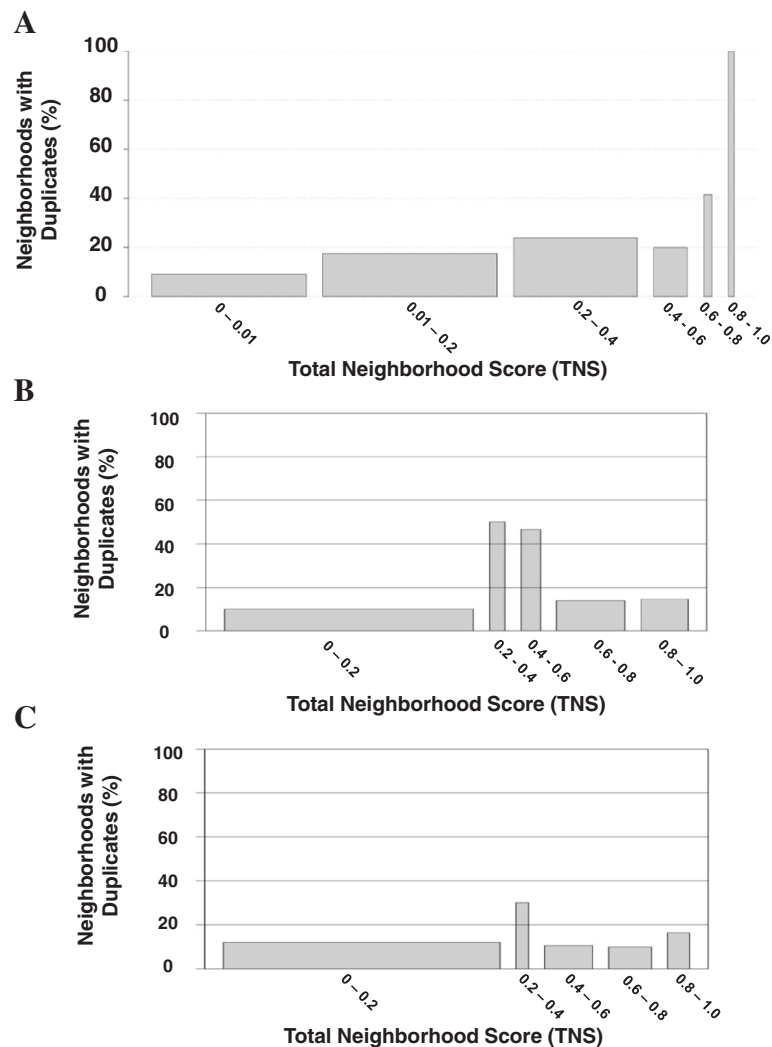 A
Neighborhoods with
Duplicates (%)
100
80
60
40
20
0
0 – 0.01
0.01 – 0.2
0.2 – 0.4
0.4 - 0.6
0.6 – 0.8
0.8 - 1.0
Total Neighborhood Score (TNS)
B
Neighborhoods with
Duplicates (%)
100
80
60
40
20
0
0 – 0.2
0.2 - 0.4
0.4 - 0.6
0.6 - 0.8
0.8 – 1.0
Total Neighborhood Score (TNS)
C
Neighborhoods with
Duplicates (%)
100
80
60
40
20
0
0 – 0.2
0.2 – 0.4
0.4 – 0.6
0.6 – 0.8
0.8 – 1.0
Total Neighborhood Score (TNS)